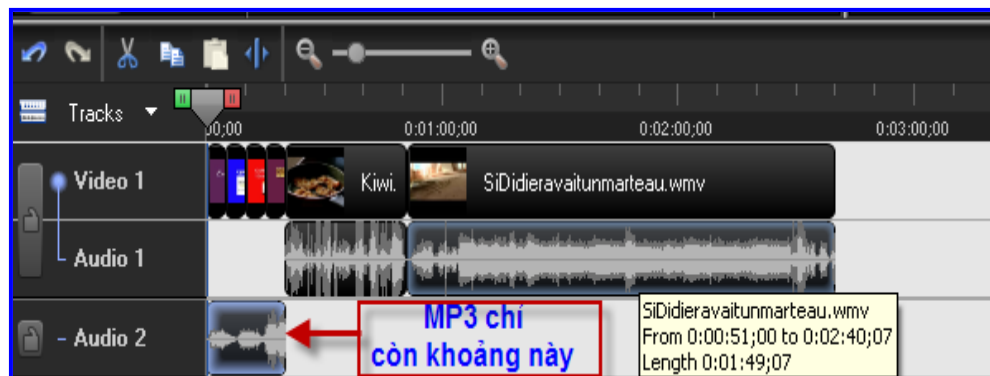 Tracks
00;00 0:01:00;00 0:02:00;00 0:03:00;00
Video 1
Kiwi.
SiDidieravaitunmarteau.wmv
Audio 1
Audio 2
MP3 chí
còn khoảng này
SiDidieravaitunmarteau.wmv
From 0:00:51;00 to 0:02:40;07
Length 0:01:49;07